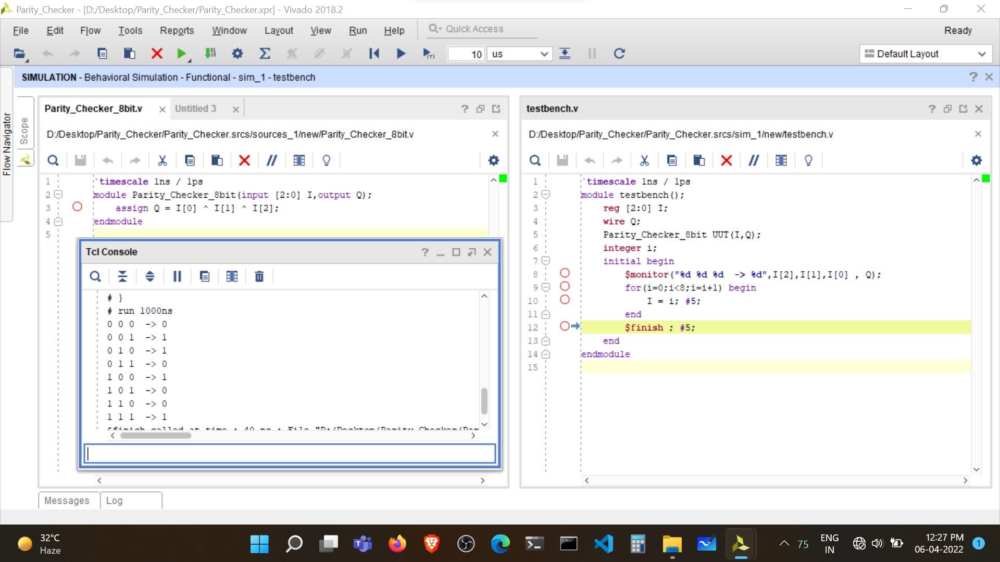 Parity_Checker - [D:/Desktop/Parity_Checker/Parity_Checker.xpr] - Vivado 2018.2
File Edit Flow Tools Reports Window Layout View Run Help Quick Access Ready
10 us Default Layout
SIMULATION - Behavioral Simulation - Functional - sim_1 - testbench
Flow Navigator
Scope
Parity_Checker_8bit.v
Untitled 3
D:/Desktop/Parity_Checker/Parity_Checker.srcs/sources_1/new/Parity_Checker_8bit.v
1 `timescale 1ns / 1ps
2 module Parity_Checker_8bit(input [2:0] I,output Q);
3 assign Q = I[0] ^ I[1] ^ I[2];
4 endmodule
5
Tcl Console
# }
# run 1000ns
0 0 0 -> 0
0 0 1 -> 1
0 1 0 -> 1
0 1 1 -> 0
1 0 0 -> 1
1 0 1 -> 0
1 1 0 -> 0
1 1 1 -> 1
$finish called at time : 40 ns : File "D:/Desktop/Parity_Checker/Par
testbench.v
D:/Desktop/Parity_Checker/Parity_Checker.srcs/sim_1/new/testbench.v
1 `timescale 1ns / 1ps
2 module testbench();
3 reg [2:0] I;
4 wire Q;
5 Parity_Checker_8bit UUT(I,Q);
6 integer i;
7 initial begin
8 $monitor("%d %d %d -> %d",I[2],I[1],I[0] , Q);
9 for(i=0;i<8;i=i+1) begin
10 I = i; #5;
11 end
12 $finish ; #5;
13 end
14 endmodule
15
Messages
Log
32°C
Haze
75
ENG
IN
12:27 PM
06-04-2022
1